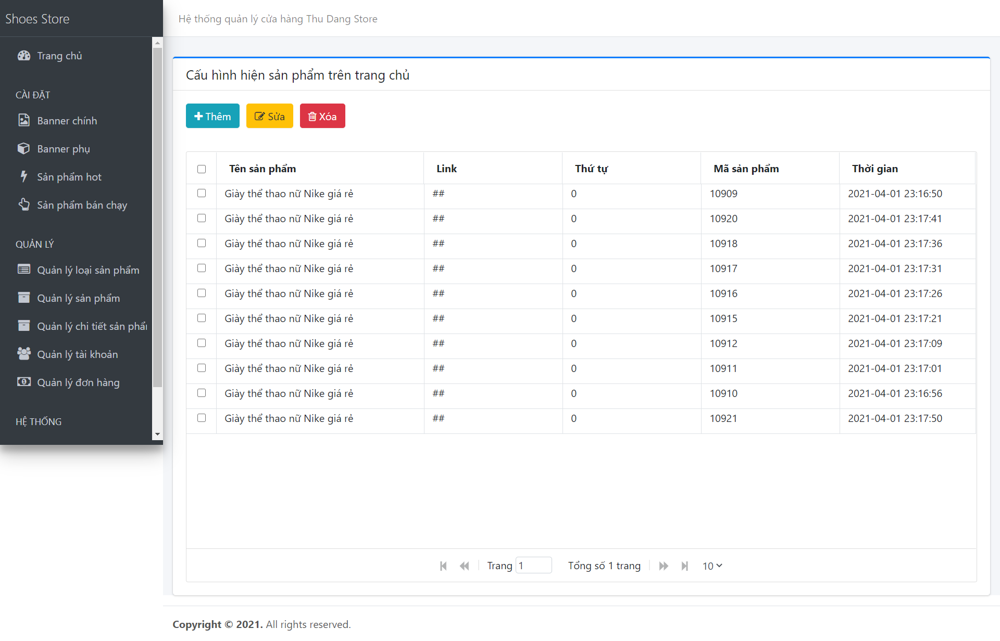 Shoes Store
Hệ thống quản lý cửa hàng Thu Dang Store
Trang chủ
CÀI ĐẶT
Banner chính
Banner phụ
Sản phẩm hot
Sản phẩm bán chạy
QUẢN LÝ
Quản lý loại sản phẩm
Quản lý sản phẩm
Quản lý chi tiết sản phẩm
Quản lý tài khoản
Quản lý đơn hàng
HỆ THỐNG
Cấu hình hiện sản phẩm trên trang chủ
Thêm Sửa Xóa
Tên sản phẩm Link Thứ tự Mã sản phẩm Thời gian
Giày thể thao nữ Nike giá rẻ ## 0 10909 2021-04-01 23:16:50
Giày thể thao nữ Nike giá rẻ ## 0 10920 2021-04-01 23:17:41
Giày thể thao nữ Nike giá rẻ ## 0 10918 2021-04-01 23:17:36
Giày thể thao nữ Nike giá rẻ ## 0 10917 2021-04-01 23:17:31
Giày thể thao nữ Nike giá rẻ ## 0 10916 2021-04-01 23:17:26
Giày thể thao nữ Nike giá rẻ ## 0 10915 2021-04-01 23:17:21
Giày thể thao nữ Nike giá rẻ ## 0 10912 2021-04-01 23:17:09
Giày thể thao nữ Nike giá rẻ ## 0 10911 2021-04-01 23:17:01
Giày thể thao nữ Nike giá rẻ ## 0 10910 2021-04-01 23:16:56
Giày thể thao nữ Nike giá rẻ ## 0 10921 2021-04-01 23:17:50
Trang 1 Tổng số 1 trang 10
Copyright © 2021. All rights reserved.